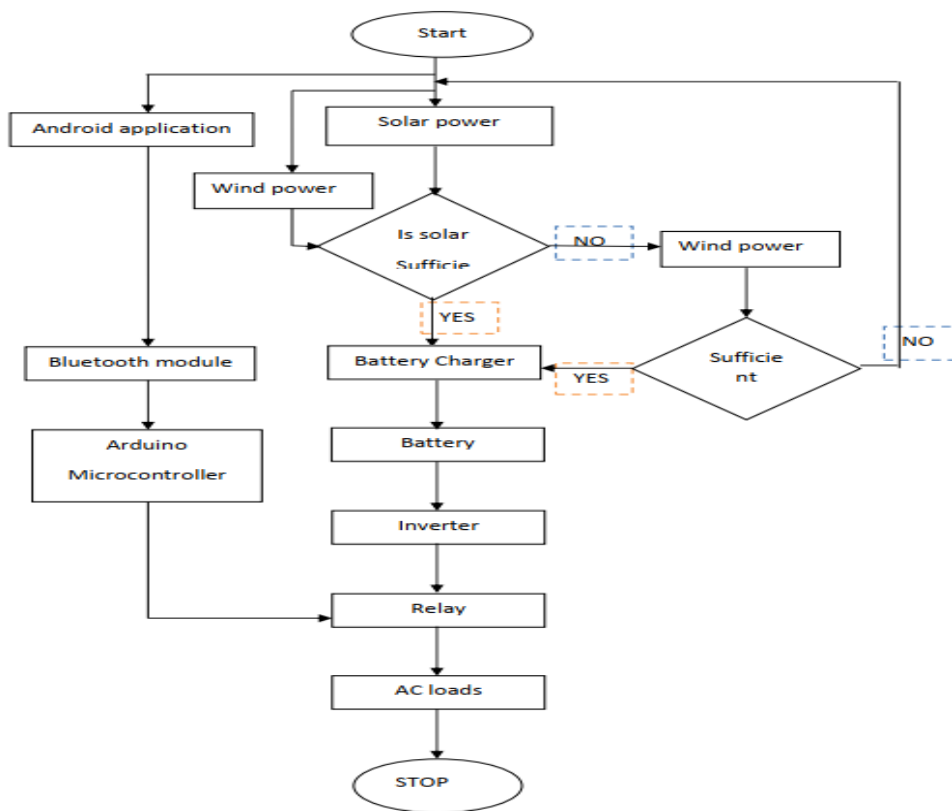 Start
Android application
Solar power
Wind power
Is solar
Sufficie
NO
Wind power
YES
Bluetooth module
Battery Charger
YES
Sufficie
nt
NO
Arduino
Microcontroller
Battery
Inverter
Relay
AC loads
STOP